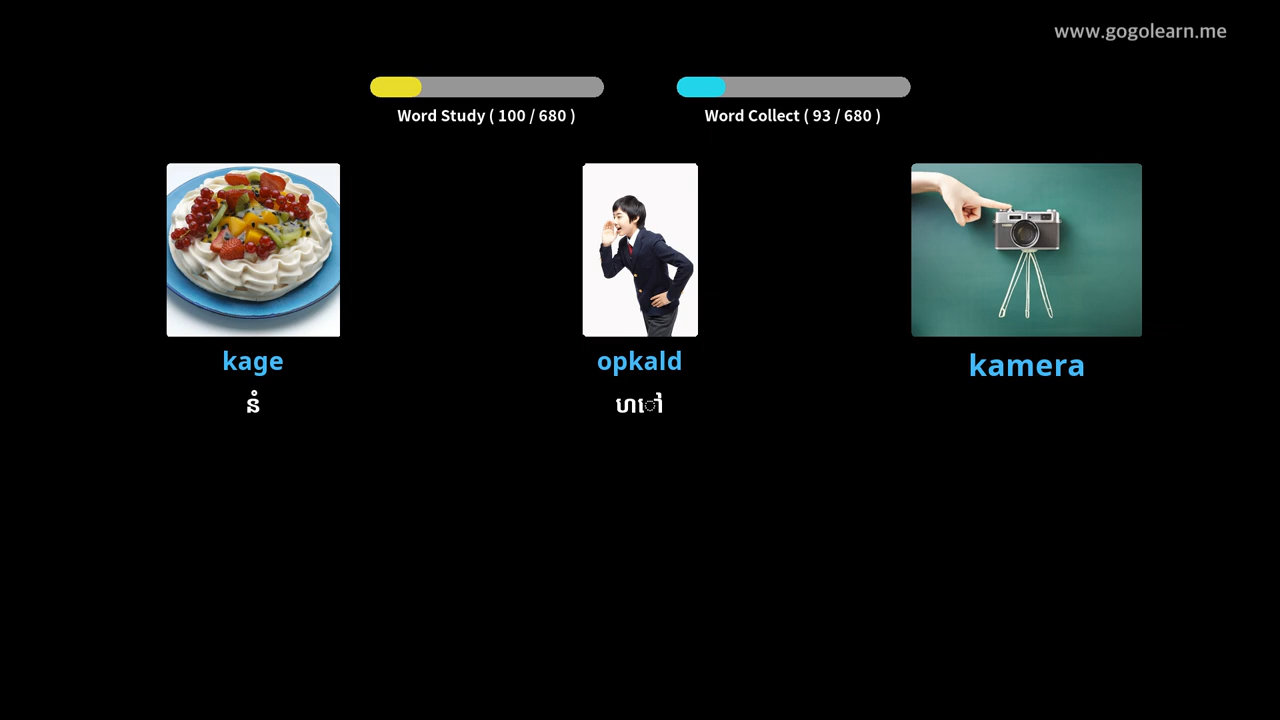 www.gogolearn.me
Word Study ( 100 / 680 )
Word Collect ( 93 / 680 )
kage
opkald
kamera
នំ
ហៅ